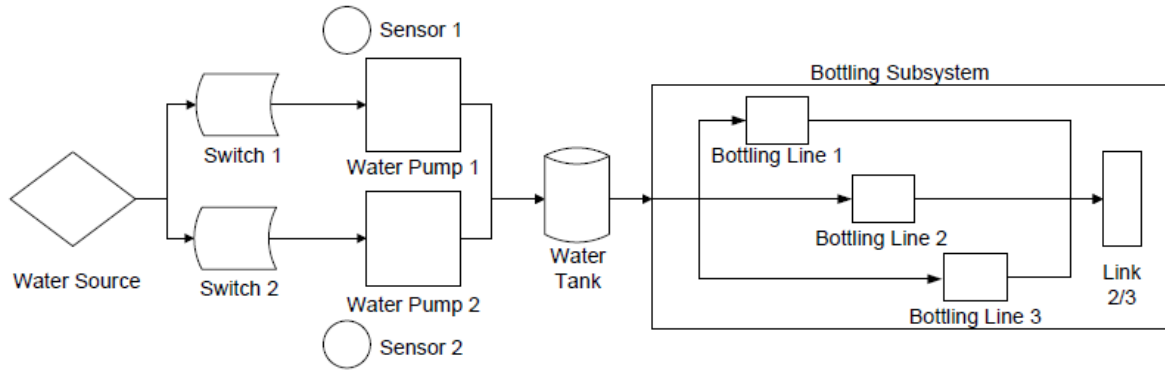 Sensor 1
Bottling Subsystem
Switch 1
Water Pump 1
Bottling Line 1
Water Source
Switch 2
Water Pump 2
Water
Tank
Bottling Line 2
Bottling Line 3
Link
2/3
Sensor 2